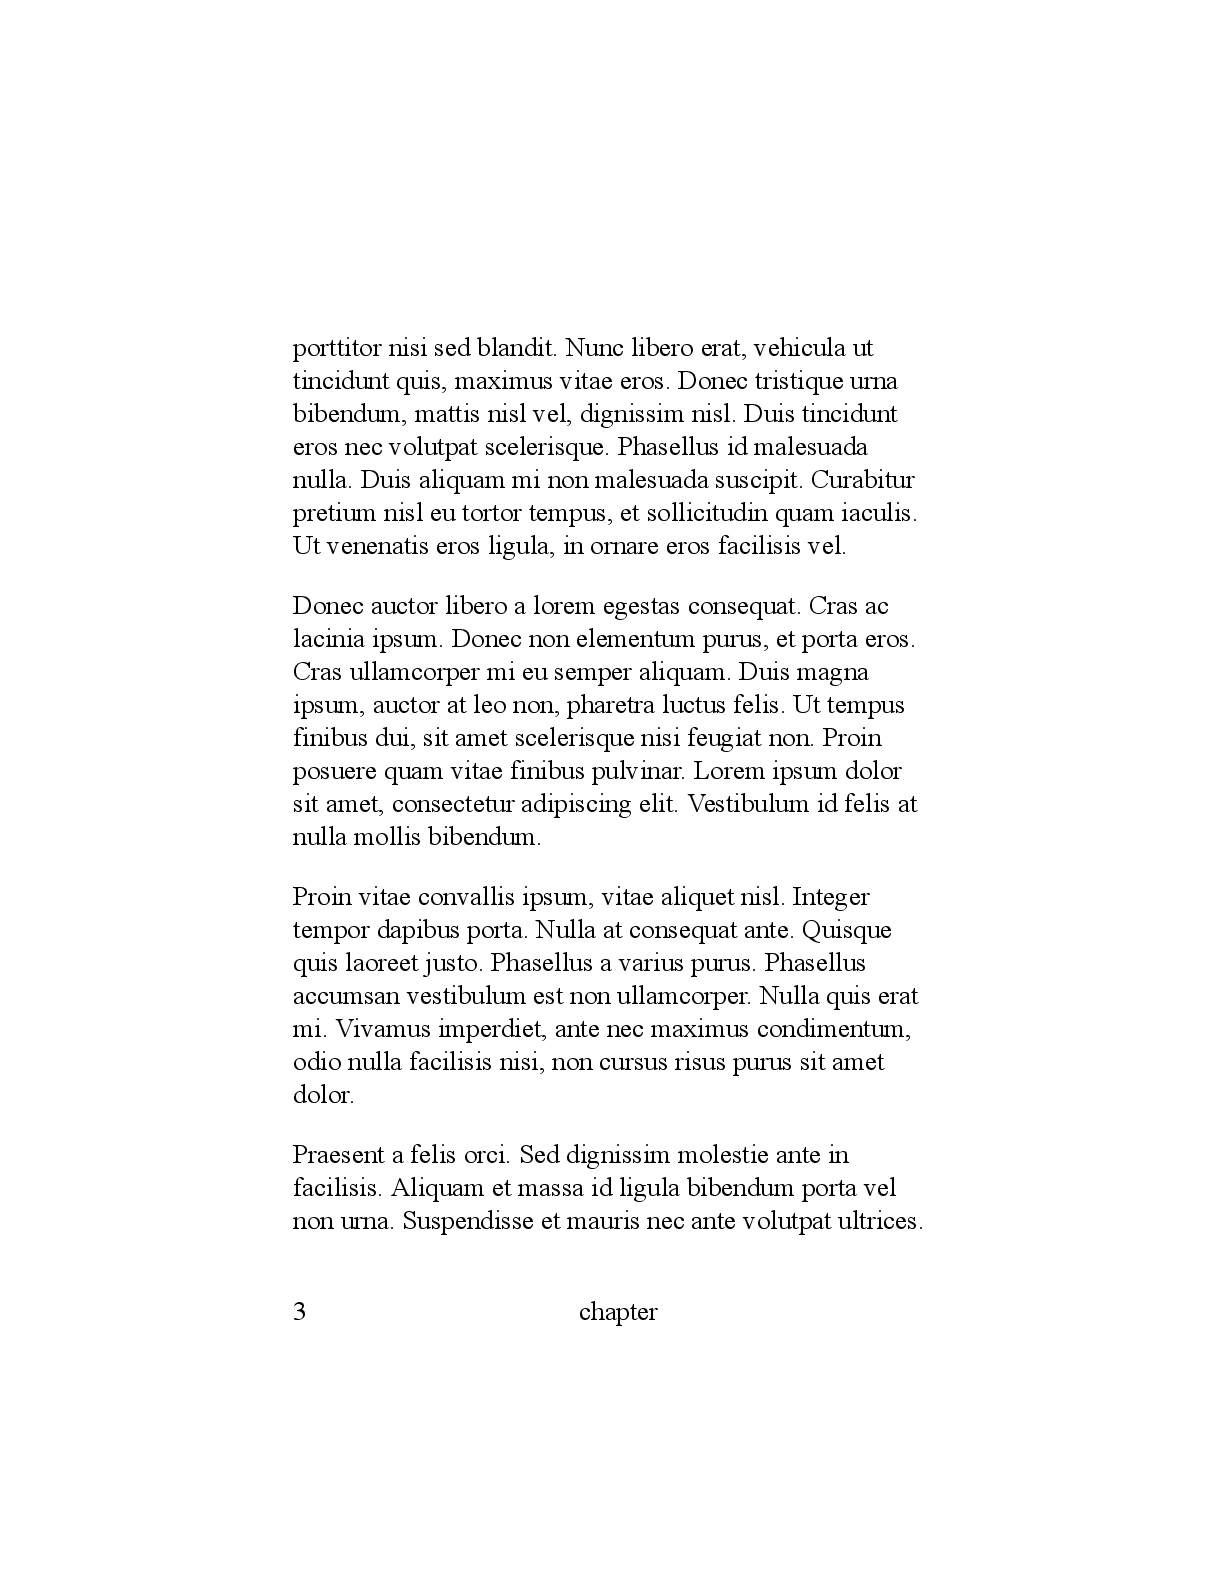 porttitor nisi sed blandit. Nunc libero erat, vehicula ut
tincidunt quis, maximus vitae eros. Donec tristique urna
bibendum, mattis nisl vel, dignissim nisl. Duis tincidunt
eros nec volutpat scelerisque. Phasellus id malesuada
nulla. Duis aliquam mi non malesuada suscipit. Curabitur
pretium nisl eu tortor tempus, et sollicitudin quam iaculis.
Ut venenatis eros ligula, in ornare eros facilisis vel.
Donec auctor libero a lorem egestas consequat. Cras ac
lacinia ipsum. Donec non elementum purus, et porta eros.
Cras ullamcorper mi eu semper aliquam. Duis magna
ipsum, auctor at leo non, pharetra luctus felis. Ut tempus
finibus dui, sit amet scelerisque nisi feugiat non. Proin
posuere quam vitae finibus pulvinar. Lorem ipsum dolor
sit amet, consectetur adipiscing elit. Vestibulum id felis at
nulla mollis bibendum.
Proin vitae convallis ipsum, vitae aliquet nisl. Integer
tempor dapibus porta. Nulla at consequat ante. Quisque
quis laoreet justo. Phasellus a varius purus. Phasellus
accumsan vestibulum est non ullamcorper. Nulla quis erat
mi. Vivamus imperdiet, ante nec maximus condimentum,
odio nulla facilisis nisi, non cursus risus purus sit amet
dolor.
Praesent a felis orci. Sed dignissim molestie ante in
facilisis. Aliquam et massa id ligula bibendum porta vel
non urna. Suspendisse et mauris nec ante volutpat ultrices.
3 chapter